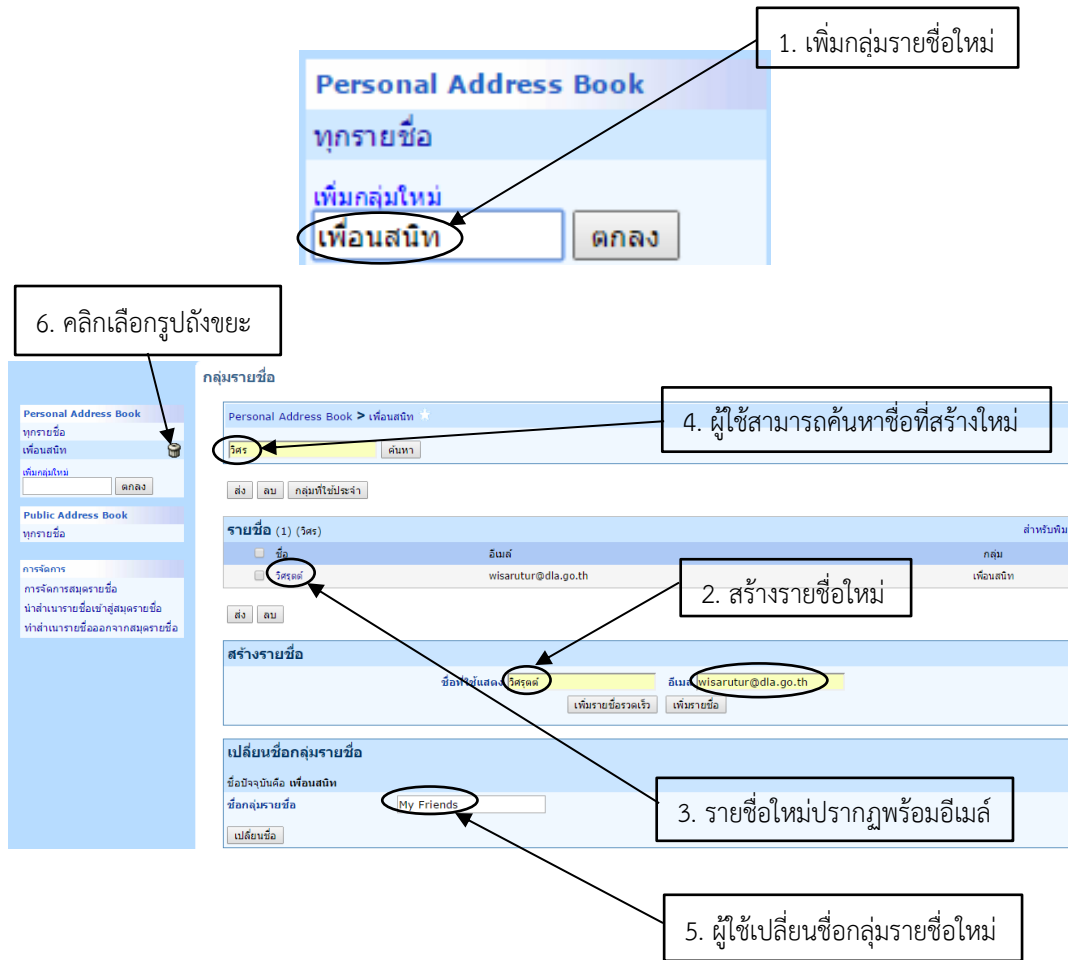 1. เพิ่มกลุ่มรายชื่อใหม่
Personal Address Book
ทุกรายชื่อ
เพิ่มกลุ่มใหม่
เพื่อนสนิท ตกลง
6. คลิกเลือกรูปถังขยะ
กลุ่มรายชื่อ
Personal Address Book
ทุกรายชื่อ
เพื่อนสนิท
เพิ่มกลุ่มใหม่
ตกลง
Public Address Book
ทุกรายชื่อ
การจัดการ
การจัดการสมุดรายชื่อ
นำสำเนารายชื่อเข้าสู่สมุดรายชื่อ
ทำสำเนารายชื่อออกจากสมุดรายชื่อ
Personal Address Book > เพื่อนสนิท
4. ผู้ใช้สามารถค้นหาชื่อที่สร้างใหม่
วิศร ค้นหา
ส่ง ลบ กลุ่มที่ใช้ประจำ
รายชื่อ (1) (วิศร) สำหรับพิม
ชื่อ อีเมล์ กลุ่ม
วิศรุตต์ wisarutur@dla.go.th เพื่อนสนิท
2. สร้างรายชื่อใหม่
ส่ง ลบ
สร้างรายชื่อ
ชื่อที่ใช้แสดง วิศรุตต์ อีเมล์ wisarutur@dla.go.th
เพิ่มรายชื่อรวดเร็ว เพิ่มรายชื่อ
เปลี่ยนชื่อกลุ่มรายชื่อ
ชื่อปัจจุบันคือ เพื่อนสนิท
ชื่อกลุ่มรายชื่อ My Friends
3. รายชื่อใหม่ปรากฏพร้อมอีเมล์
เปลี่ยนชื่อ
5. ผู้ใช้เปลี่ยนชื่อกลุ่มรายชื่อใหม่